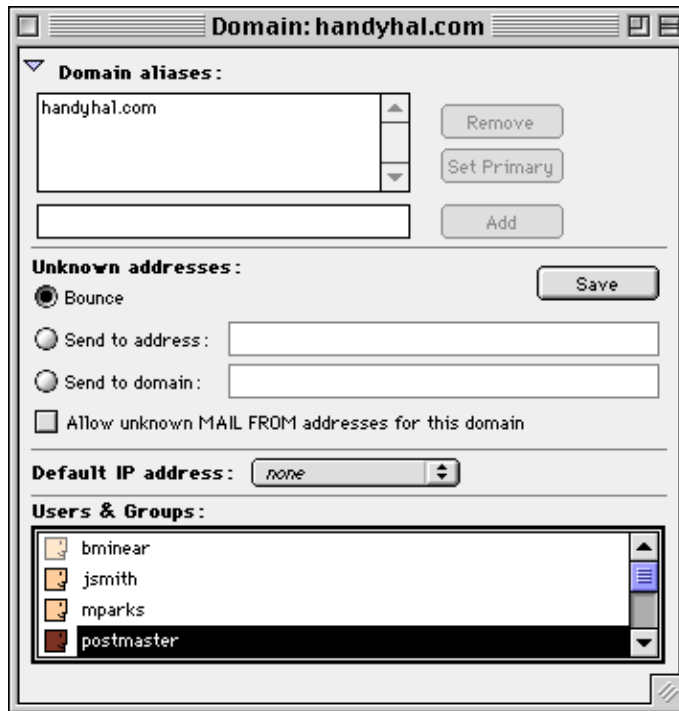 Domain: handyhal.com
Domain aliases:
handyhal.com
Remove
Set Primary
Add
Unknown addresses:
Save
Bounce
Send to address:
Send to domain:
Allow unknown MAIL FROM addresses for this domain
Default IP address: none
Users & Groups:
bminear
jsmith
mparks
postmaster